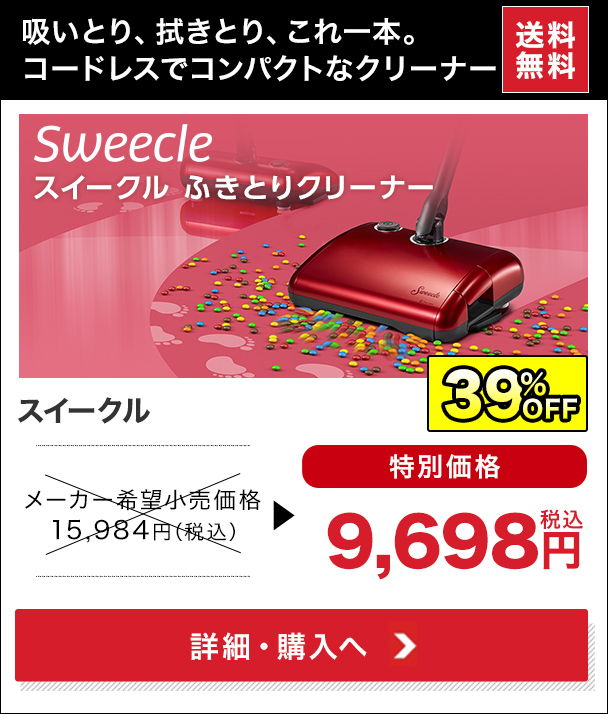 吸いとり、拭きとり、これ一本。
コードレスでコンパクトなクリーナー
送料
無料
Sweecle
スイークル ふきとりクリーナー
Sweecle
39%OFF
スイークル
メーカー希望小売価格
15,984円（税込）
特別価格
9,698円税込
詳細・購入へ